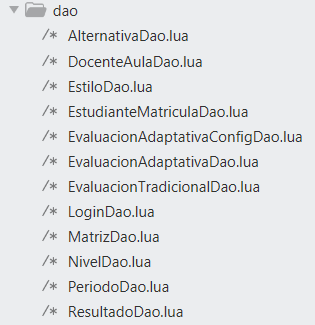 dao
/* AlternativaDao.lua
/* DocenteAulaDao.lua
/* EstiloDao.lua
/* EstudianteMatriculaDao.lua
/* EvaluacionAdaptativaConfigDao.lua
/* EvaluacionAdaptativaDao.lua
/* EvaluacionTradicionalDao.lua
/* LoginDao.lua
/* MatrizDao.lua
/* NivelDao.lua
/* PeriodoDao.lua
/* ResultadoDao.lua